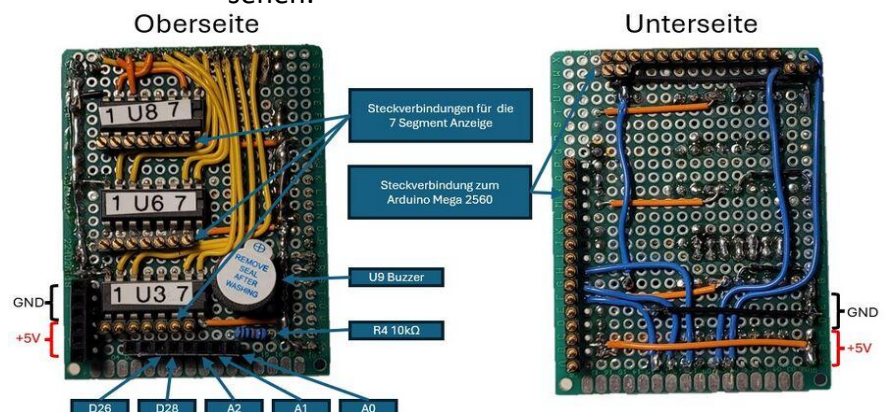 sehen.
Oberseite
Unterseite
1 U8 7
Steckverbindungen für die
7 Segment Anzeige
1 U6 7
Steckverbindung zum
Arduino Mega 2560
REMOVE
SEAL
AFTER
WASHING
U9 Buzzer
1 U3 7
GND
+5V
R4 10kΩ
GND
+5V
D26
D28
A2
A1
A0